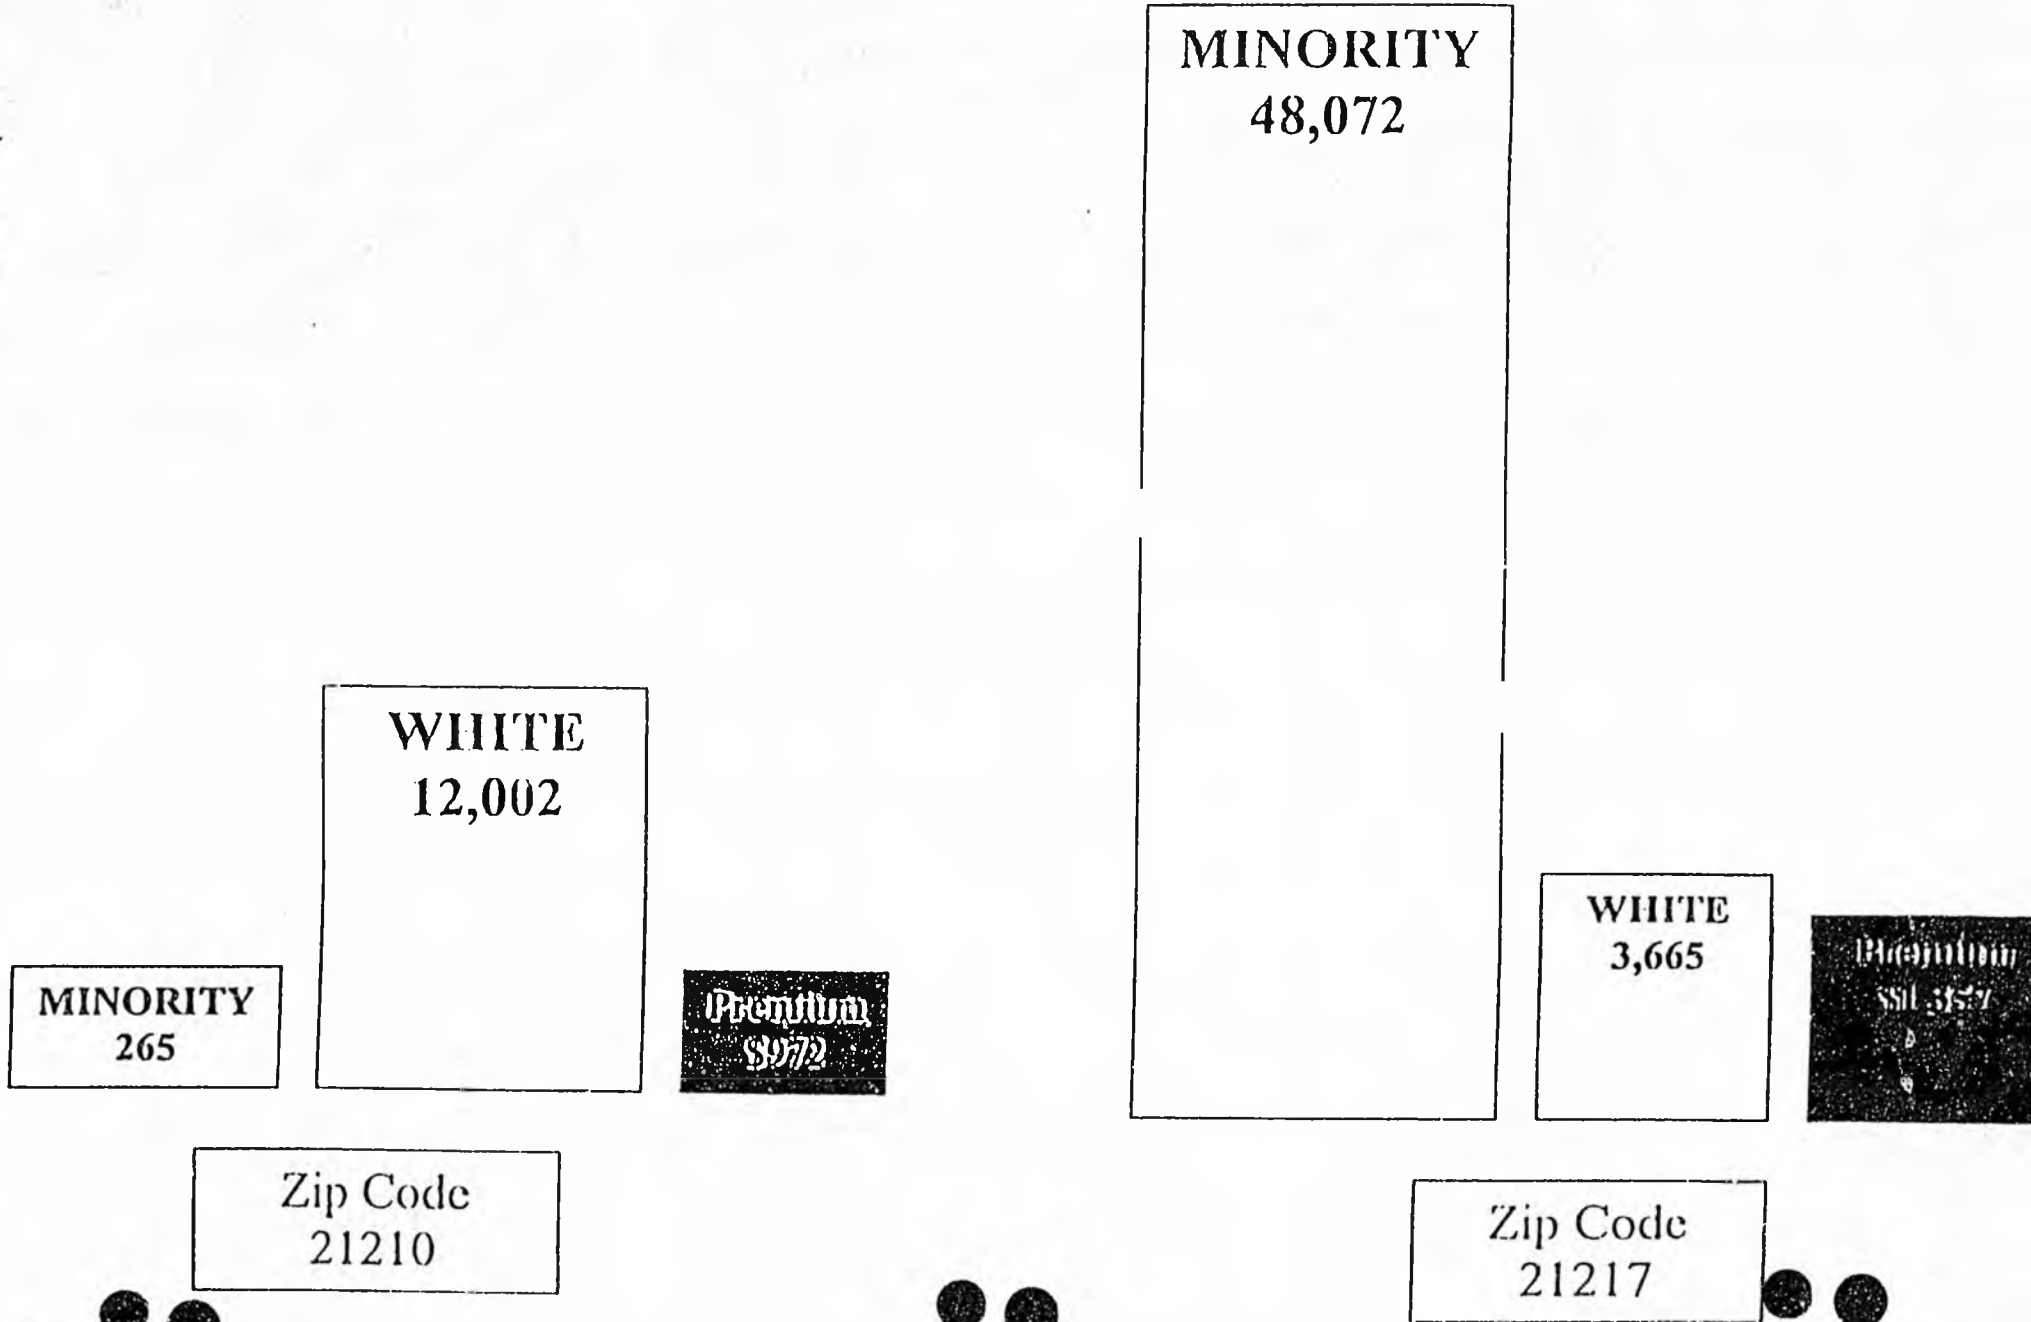 MINORITY
265
WHITE
12,002
Premium
$972
Zip Code
21210
MINORITY
48,072
WHITE
3,665
Premium
Zip Code
21217